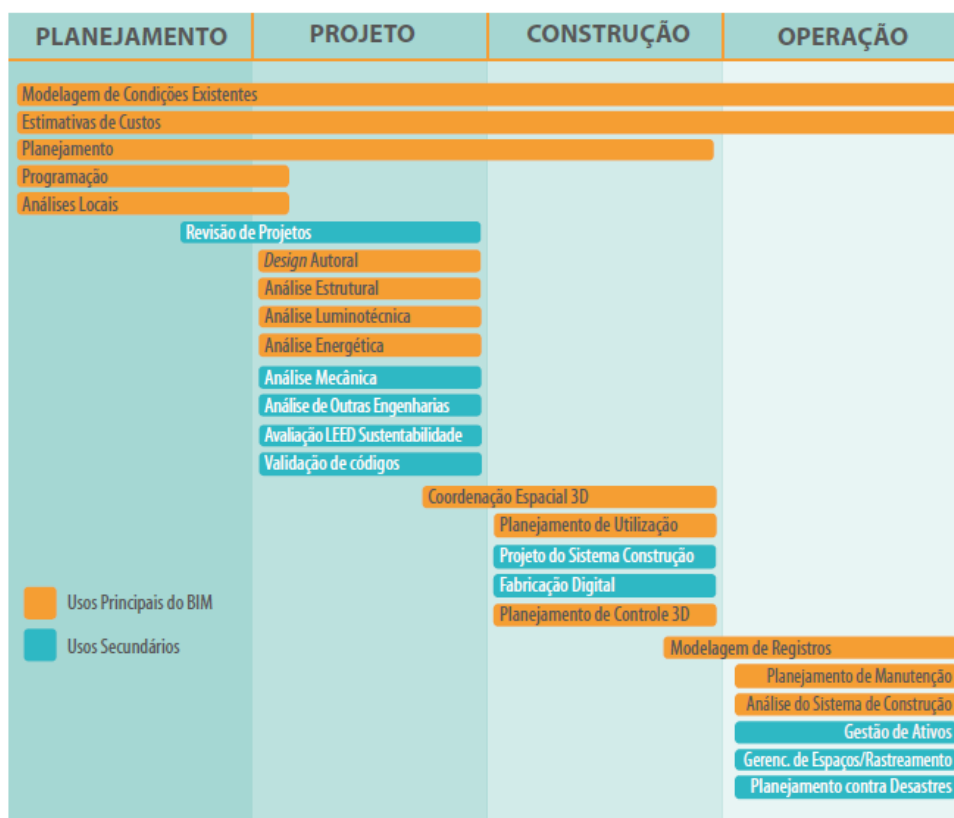 PLANEJAMENTO
PROJETO
CONSTRUÇÃO
OPERAÇÃO
Modelagem de Condições Existentes
Estimativas de Custos
Planejamento
Programação
Análises Locais
Revisão de Projetos
Design Autoral
Análise Estrutural
Análise Luminotécnica
Análise Energética
Análise Mecânica
Análise de Outras Engenharias
Avaliação LEED Sustentabilidade
Validação de códigos
Coordenação Espacial 3D
Planejamento de Utilização
Projeto do Sistema Construção
Fabricação Digital
Planejamento de Controle 3D
Usos Principais do BIM
Usos Secundários
Modelagem de Registros
Planejamento de Manutenção
Análise do Sistema de Construção
Gestão de Ativos
Gerenc. de Espaços/Rastreamento
Planejamento contra Desastres